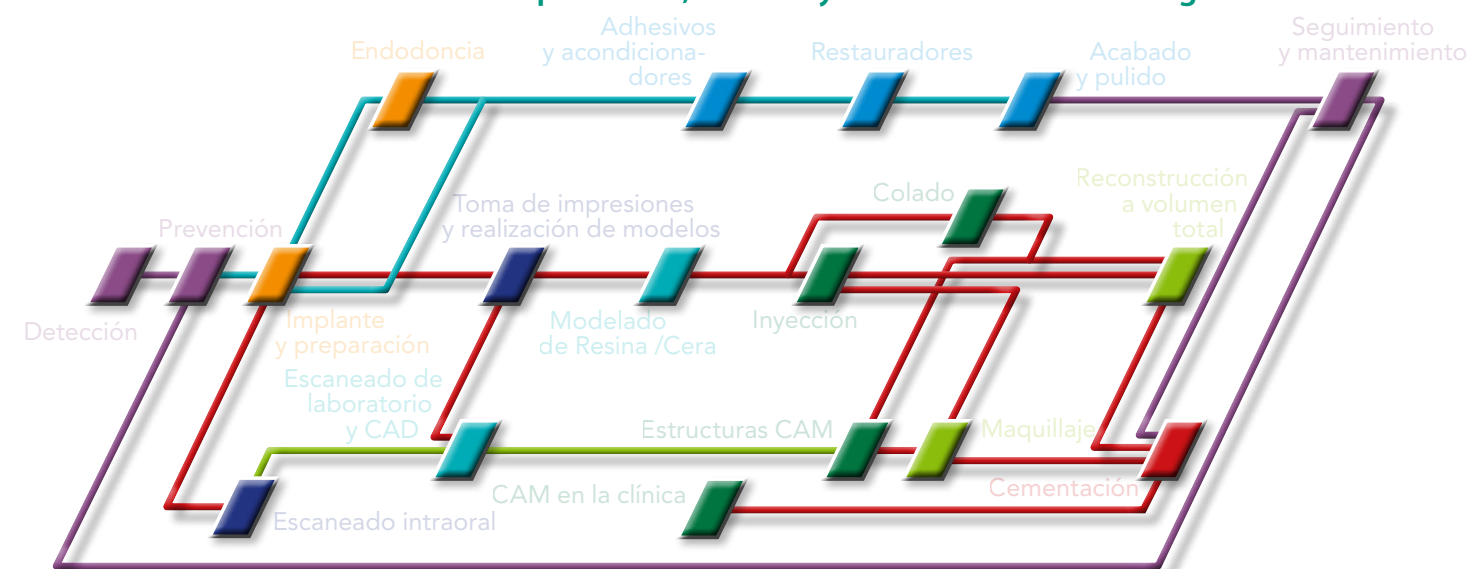 Endodoncia
Adhesivos
y acondiciona-
dores
Restauradores
Acabado
y pulido
Seguimiento
y mantenimiento
Prevención
Toma de impresiones
y realización de modelos
Colado
Reconstrucción
a volumen
total
Detección
Implante
y preparación
Modelado
de Resina /Cera
Inyección
Escaneado de
laboratorio
y CAD
Estructuras CAM
Maquillaje
CAM en la clínica
Cementación
Escaneado intraoral